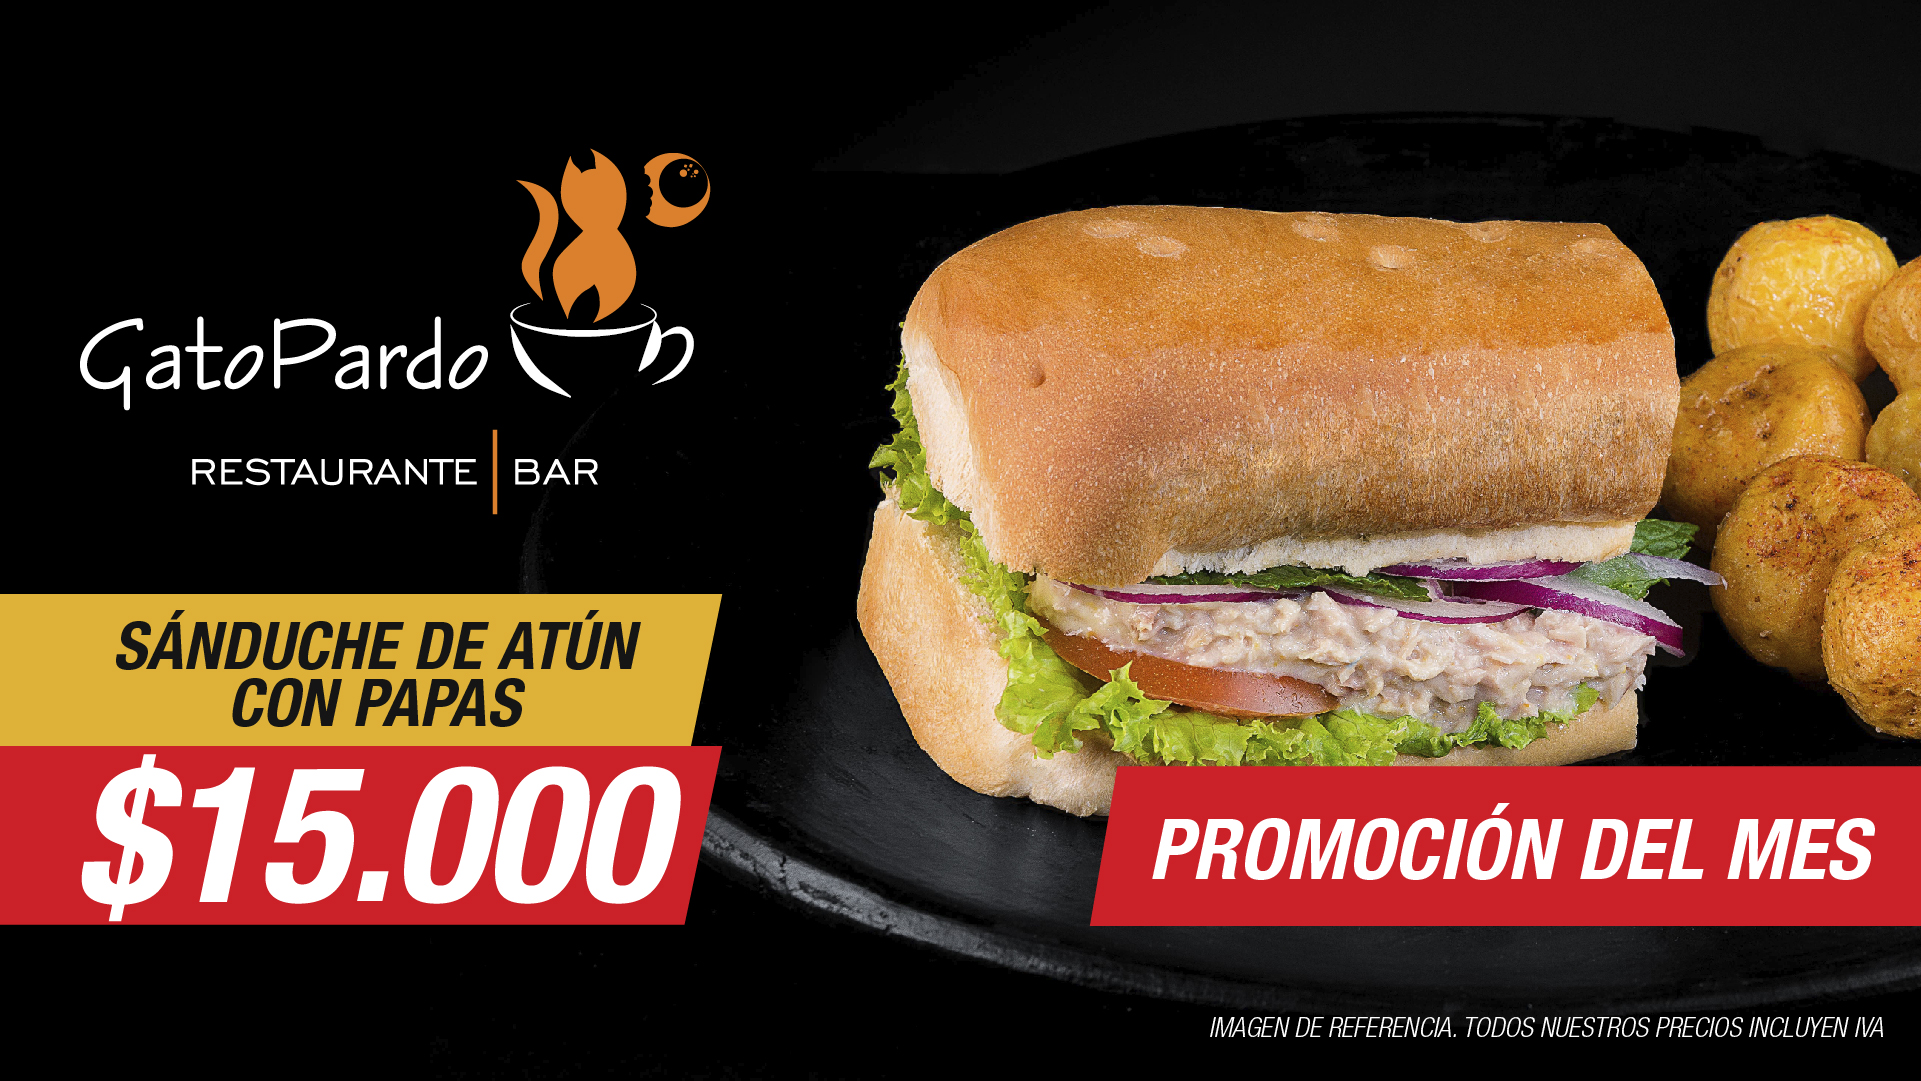 GatoPardo
RESTAURANTE | BAR
SÁNDUCHE DE ATÚN
CON PAPAS
$15.000
PROMOCIÓN DEL MES
IMAGEN DE REFERENCIA. TODOS NUESTROS PRECIOS INCLUYEN IVA